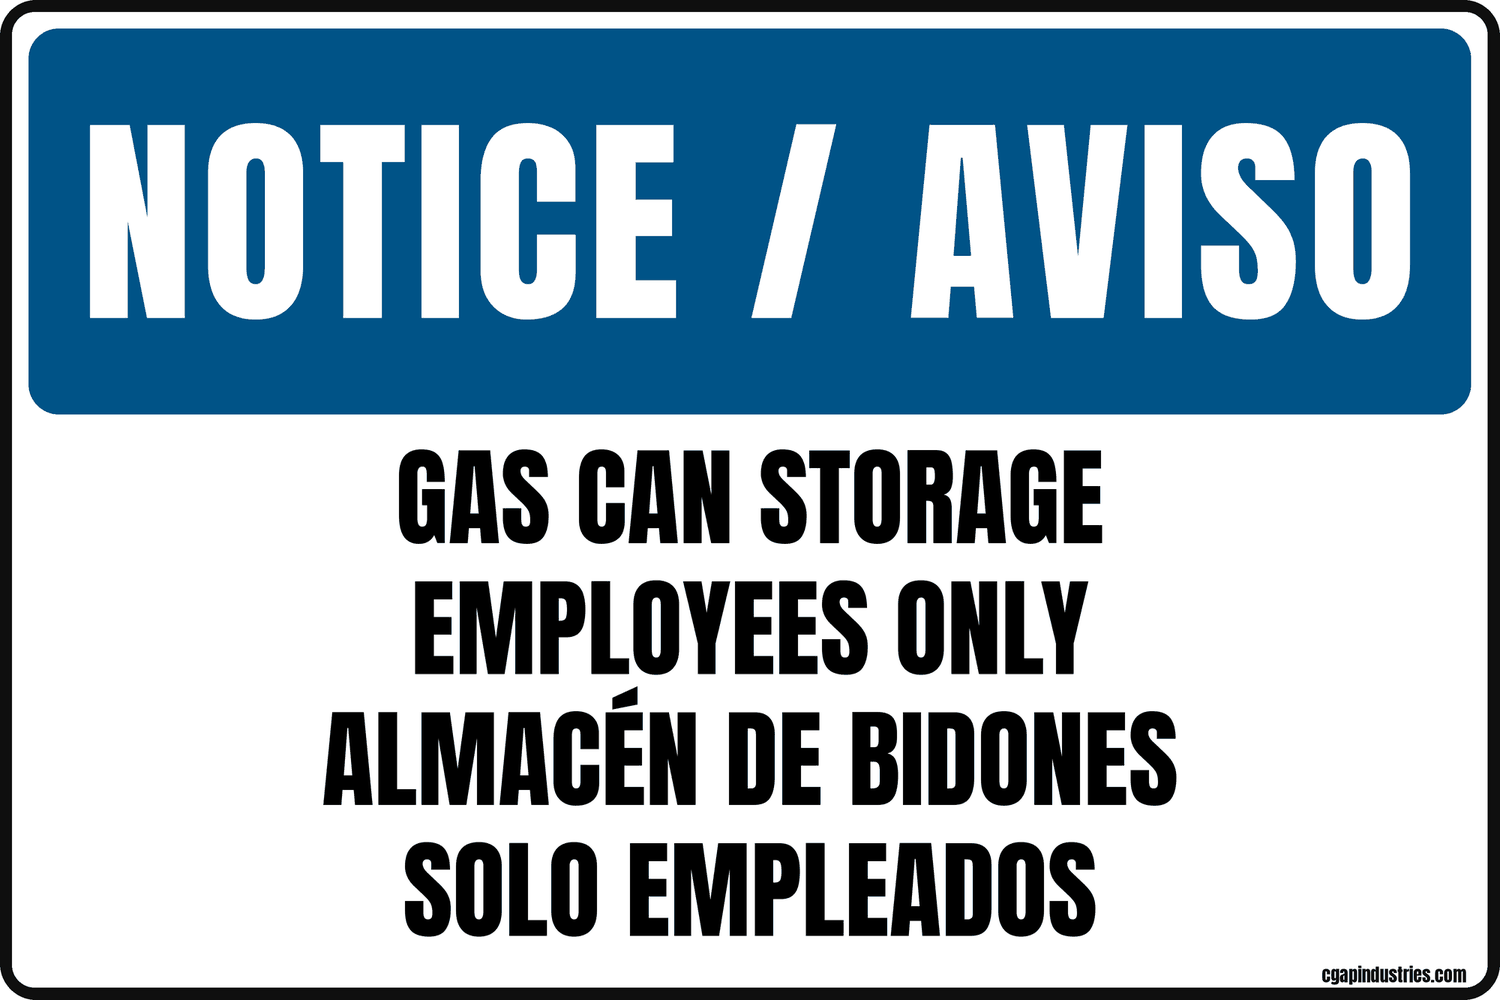 NOTICE / AVISO
GAS CAN STORAGE
EMPLOYEES ONLY
ALMACÉN DE BIDONES
SOLO EMPLEADOS
cgapindustries.com